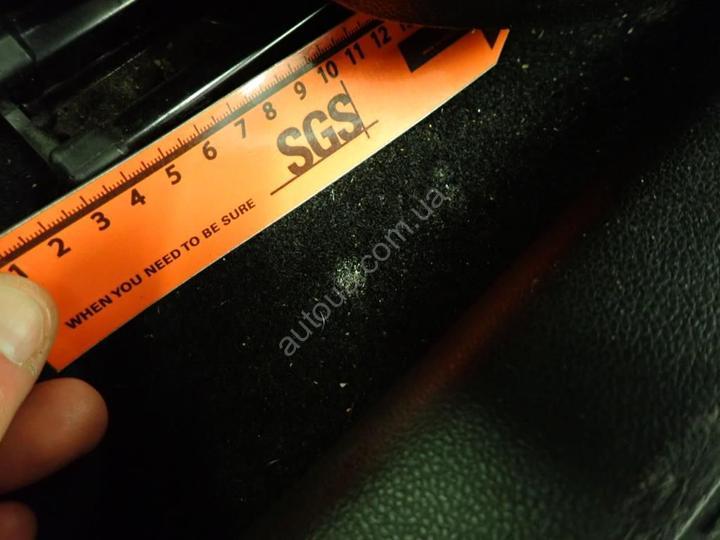 1 2 3 4 5 6 7 8 9 10 11 12
SGS
WHEN YOU NEED TO BE SURE
autoua.com.ua